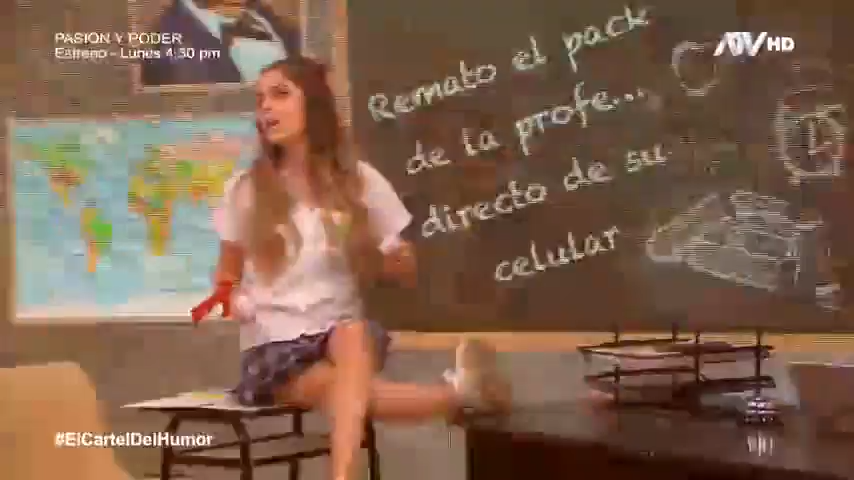 PASION Y PODER
Estreno - Lunes 4:30 pm
ATV HD
Remato el pack
de la profe...
directo de su
celular
#ElCartelDelHumor